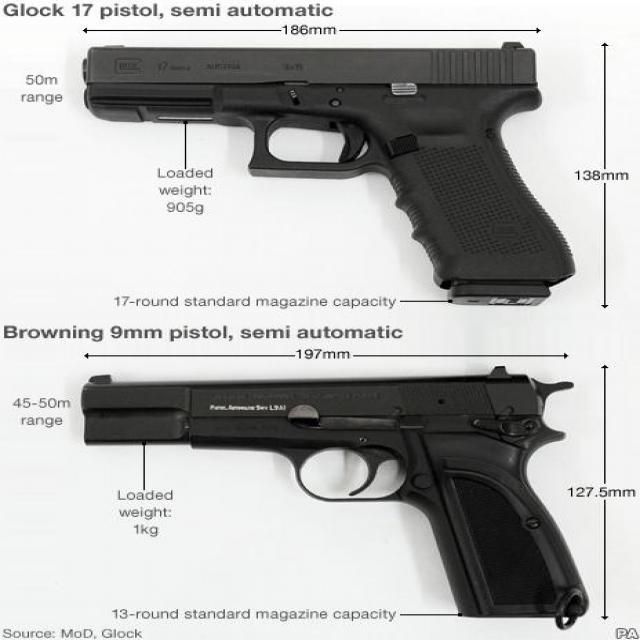 Glock 17 pistol, semi automatic
186mm
50m
range
17
AUSTRIA
Loaded
weight:
905g
138mm
17-round standard magazine capacity
Browning 9mm pistol, semi automatic
197mm
45-50m
range
Loaded
weight:
1kg
127.5mm
13-round standard magazine capacity
Source: MoD, Glock
PA